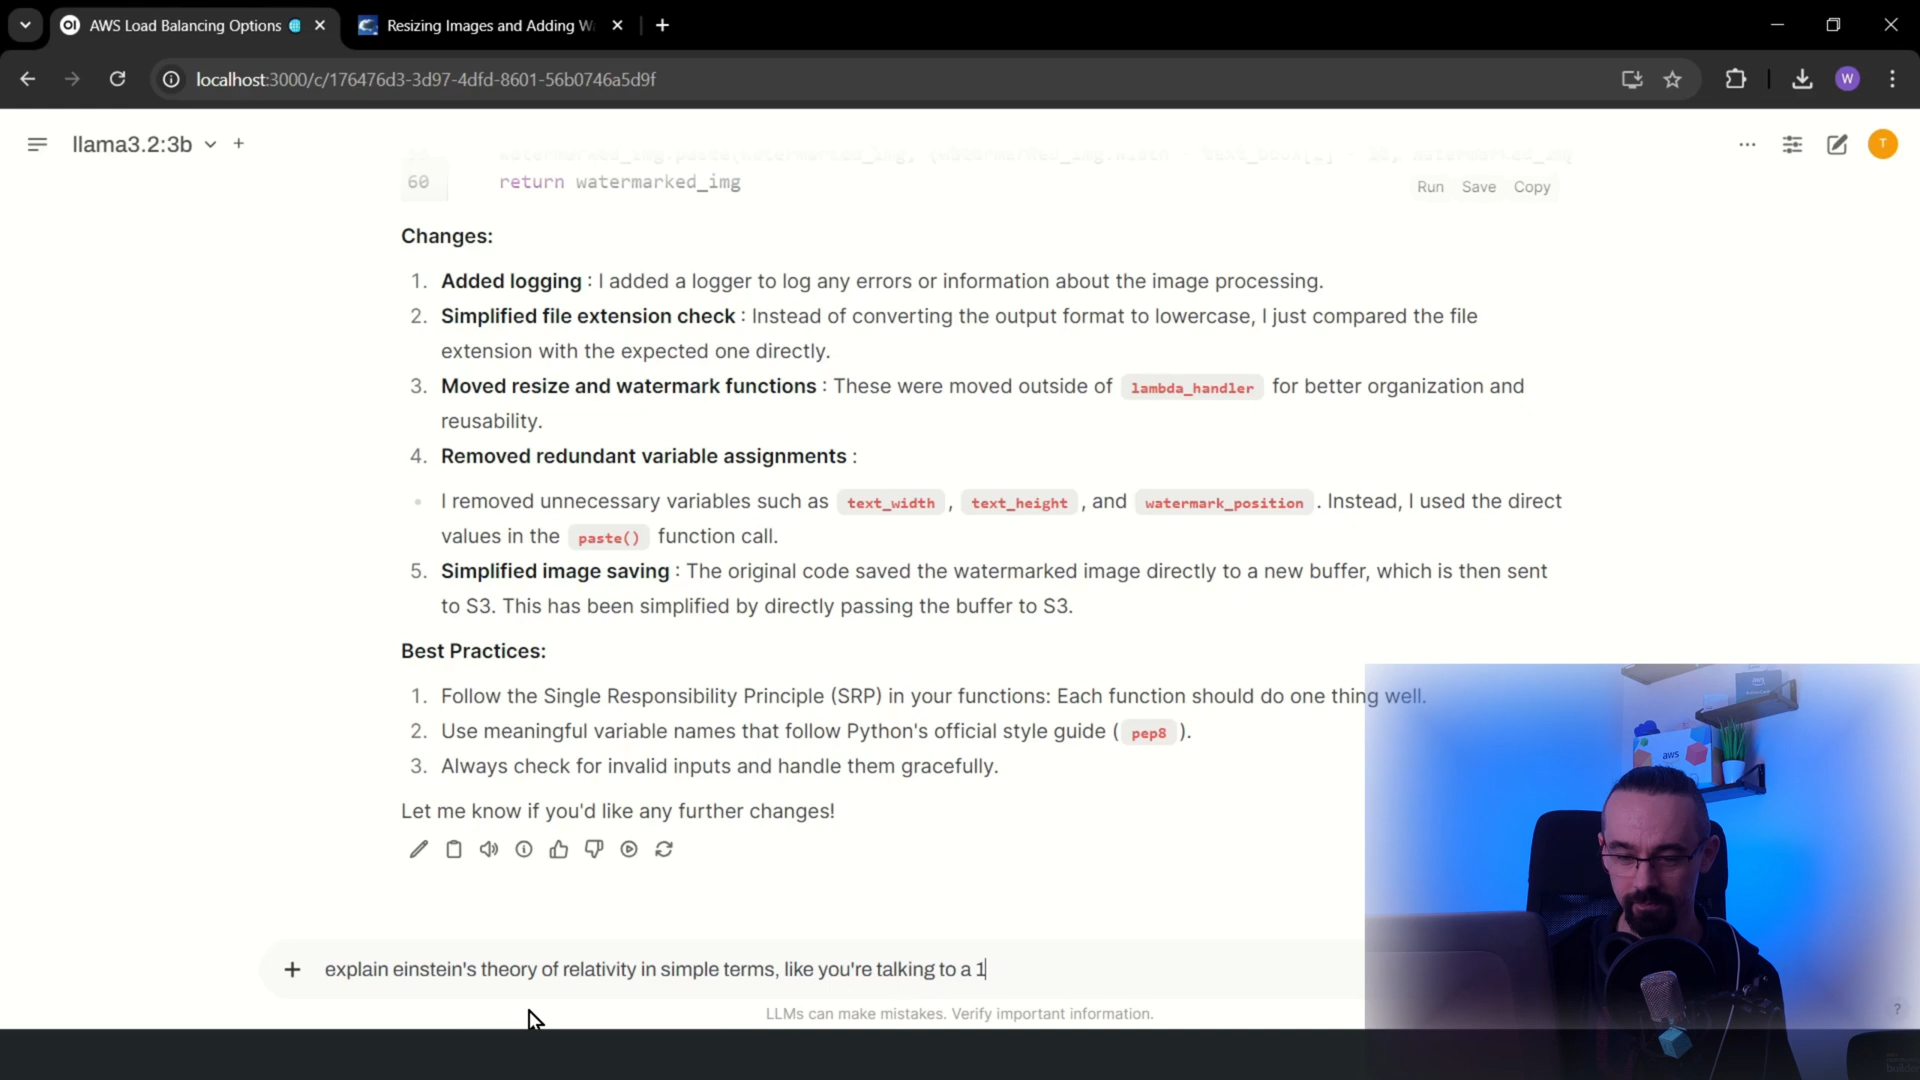 AWS Load Balancing Options
Resizing Images and Adding W
localhost:3000/c/176476d3-3d97-4dfd-8601-56b0746a5d9f
W
llama3.2:3b
T
60 return watermarked_img
Run Save Copy
Changes:
1. Added logging : I added a logger to log any errors or information about the image processing.
2. Simplified file extension check : Instead of converting the output format to lowercase, I just compared the file
extension with the expected one directly.
3. Moved resize and watermark functions : These were moved outside of lambda_handler for better organization and
reusability.
4. Removed redundant variable assignments :
• I removed unnecessary variables such as text_width , text_height , and watermark_position . Instead, I used the direct
values in the paste() function call.
5. Simplified image saving : The original code saved the watermarked image directly to a new buffer, which is then sent
to S3. This has been simplified by directly passing the buffer to S3.
Best Practices:
1. Follow the Single Responsibility Principle (SRP) in your functions: Each function should do one thing well.
2. Use meaningful variable names that follow Python's official style guide ( pep8 ).
3. Always check for invalid inputs and handle them gracefully.
Let me know if you'd like any further changes!
aws
aws
explain einstein's theory of relativity in simple terms, like you're talking to a 1
LLMs can make mistakes. Verify important information.
?